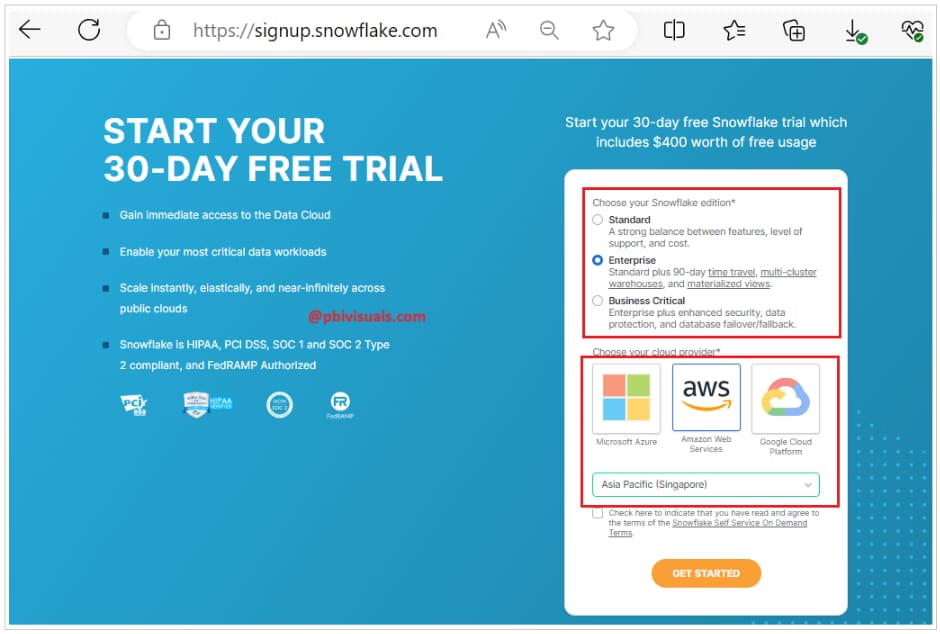 https://signup.snowflake.com
START YOUR
30-DAY FREE TRIAL
Gain immediate access to the Data Cloud
Enable your most critical data workloads
Scale instantly, elastically, and near-infinitely across
public clouds
@pbivisuals.com
Snowflake is HIPAA, PCI DSS, SOC 1 and SOC 2 Type
2 compliant, and FedRAMP Authorized
PCI
DSS
HIPAA
VERIFIED
SOC 2
FR
FedRAMP
Start your 30-day free Snowflake trial which
includes $400 worth of free usage
Choose your Snowflake edition*
Standard
A strong balance between features, level of
support, and cost.
Enterprise
Standard plus 90-day time travel, multi-cluster
warehouses, and materialized views.
Business Critical
Enterprise plus enhanced security, data
protection, and database failover/fallback.
Choose your cloud provider*
aws
Microsoft Azure
Amazon Web
Services
Google Cloud
Platform
Asia Pacific (Singapore)
Check here to indicate that you have read and agree to
the terms of the Snowflake Self Service On Demand
Terms.
GET STARTED